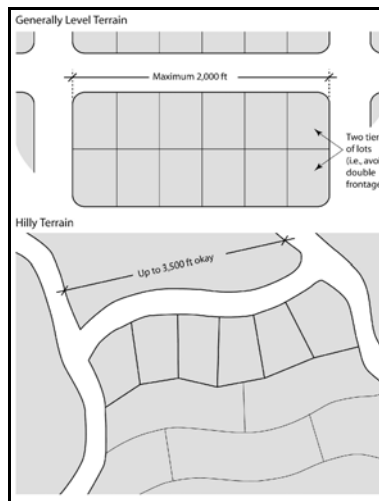 Generally Level Terrain
Maximum 2,000 ft
Two tier
of lots
(i.e., avoi
double
frontage
Hilly Terrain
Up to 3,500 ft okay